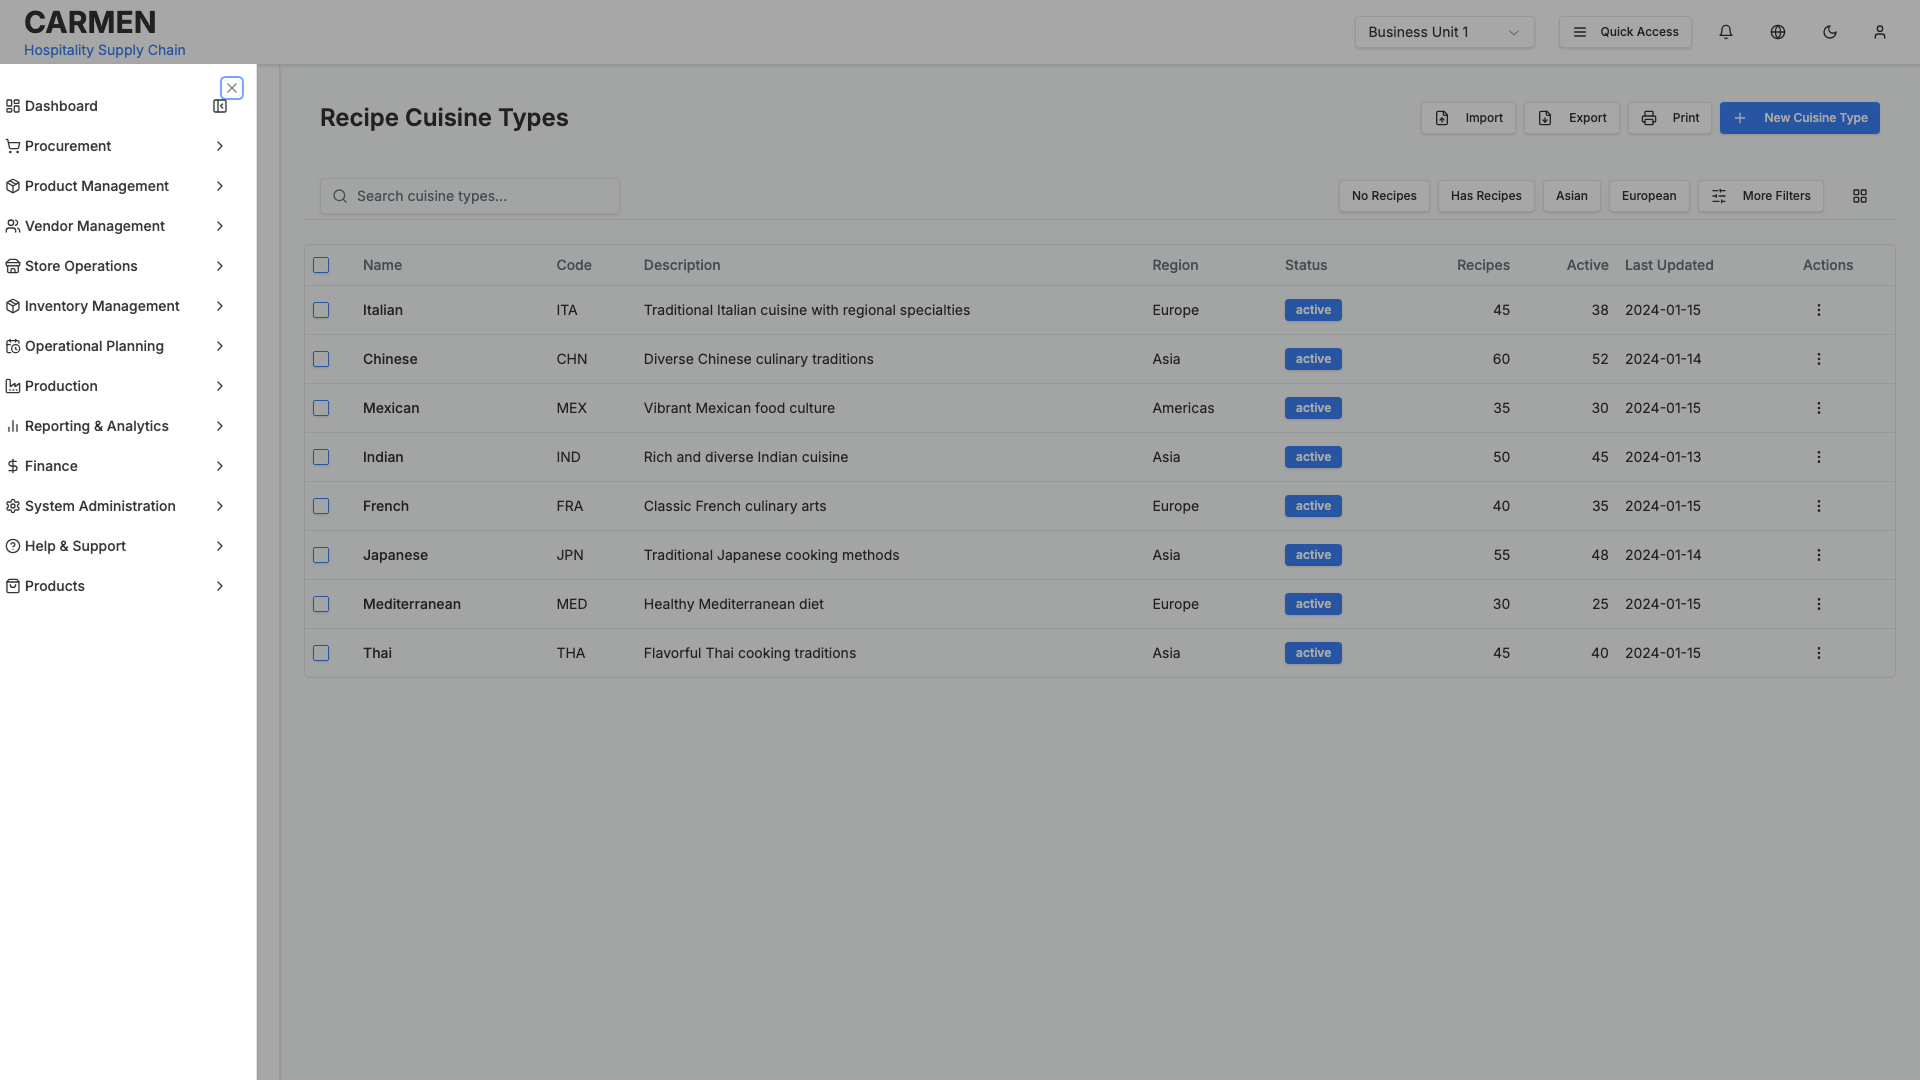 CARMEN
Hospitality Supply Chain
Business Unit 1
Quick Access
Dashboard
Procurement
Product Management
Vendor Management
Store Operations
Inventory Management
Operational Planning
Production
Reporting & Analytics
Finance
System Administration
Help & Support
Products
Recipe Cuisine Types
Import
Export
Print
New Cuisine Type
Search cuisine types...
No Recipes
Has Recipes
Asian
European
More Filters
Name Code Description Region Status Recipes Active Last Updated Actions
Italian ITA Traditional Italian cuisine with regional specialties Europe active 45 38 2024-01-15
Chinese CHN Diverse Chinese culinary traditions Asia active 60 52 2024-01-14
Mexican MEX Vibrant Mexican food culture Americas active 35 30 2024-01-15
Indian IND Rich and diverse Indian cuisine Asia active 50 45 2024-01-13
French FRA Classic French culinary arts Europe active 40 35 2024-01-15
Japanese JPN Traditional Japanese cooking methods Asia active 55 48 2024-01-14
Mediterranean MED Healthy Mediterranean diet Europe active 30 25 2024-01-15
Thai THA Flavorful Thai cooking traditions Asia active 45 40 2024-01-15